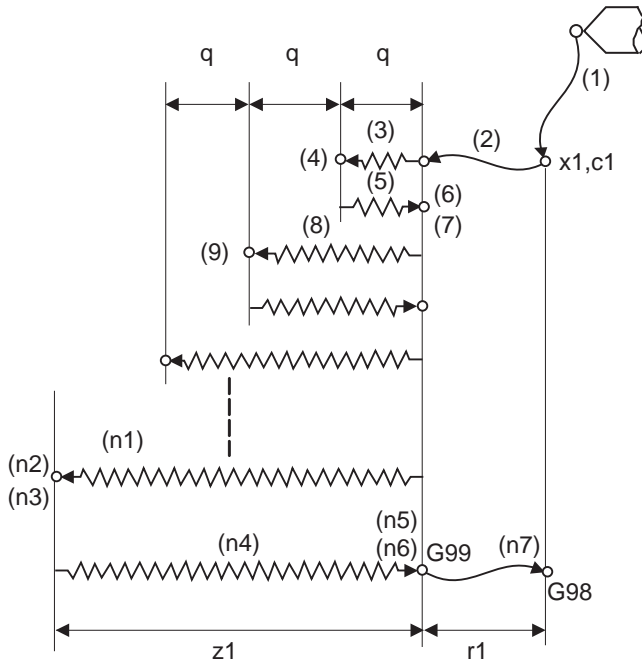 q q q
(1)
(3)
(2)
(4)
x1,c1
(5)
(6)
(7)
(8)
(9)
(n1)
(n2)
(n3)
(n5)
(n4)
(n6)
G99
(n7)
G98
z1
r1